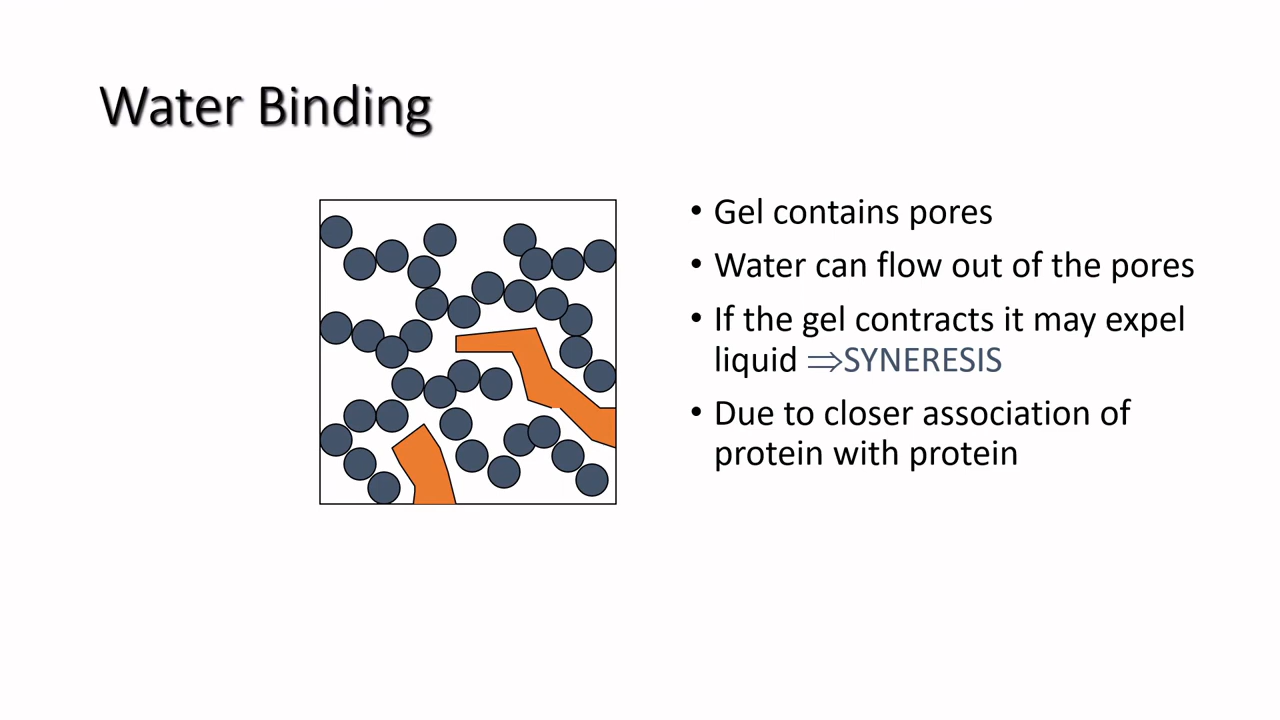 Water Binding
• Gel contains pores
• Water can flow out of the pores
• If the gel contracts it may expel
liquid ⇒SYNERESIS
• Due to closer association of
protein with protein